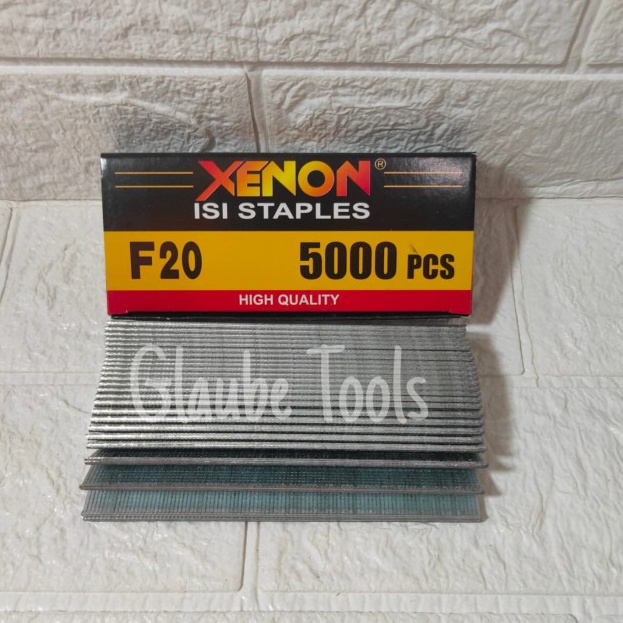 XENON®
ISI STAPLES
F20 5000 PCS
HIGH QUALITY
Glaube Tools